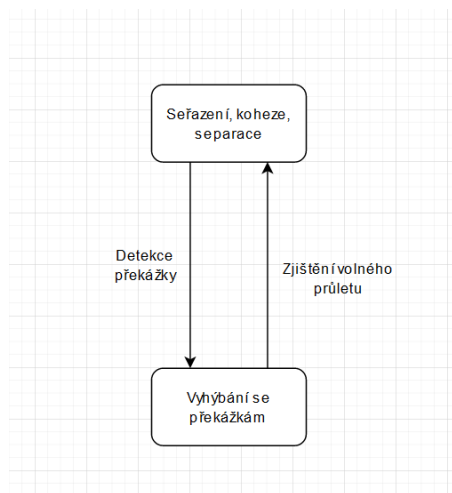 Seřazení, koheze,
separace
Detekce
překážky
Zjištění volného
průletu
Vyhýbání se
překážkám